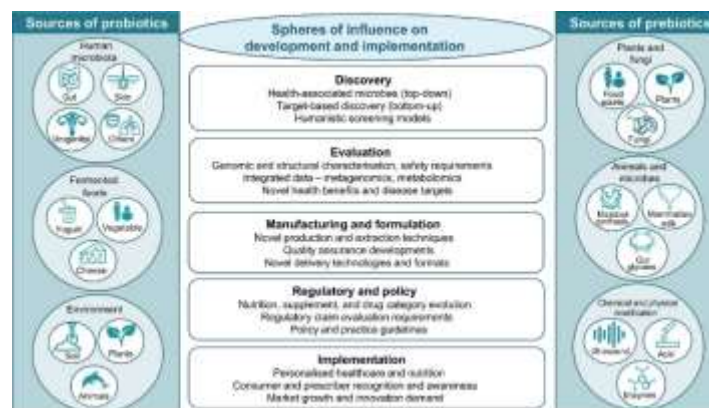 Sources of probiotics
Human
microbiota
Gut
Skin
Urogenital
Others
Fermented
foods
Yogurt
Vegetable
Cheese
Environment
Soil
Plants
Animals
Spheres of influence on
development and implementation
Discovery
Health-associated microbes (top-down)
Target-based discovery (bottom-up)
Humanistic screening models
Evaluation
Genomic and structural characterisation, safety requirements
Integrated data – metagenomics, metabolomics
Novel health benefits and disease targets
Manufacturing and formulation
Novel production and extraction techniques
Quality assurance developments
Novel delivery technologies and formats
Regulatory and policy
Nutrition, supplement, and drug category evolution
Regulatory claim evaluation requirements
Policy and practice guidelines
Implementation
Personalised healthcare and nutrition
Consumer and prescriber recognition and awareness
Market growth and innovation demand
Sources of prebiotics
Plants and
fungi
Food
plants
Plants
Fungi
Animals and
microbes
Microbial
synthesis
Mammalian
milk
Gut
glycans
Chemical and physical
modification
Ultrasound
Acid
Enzymes